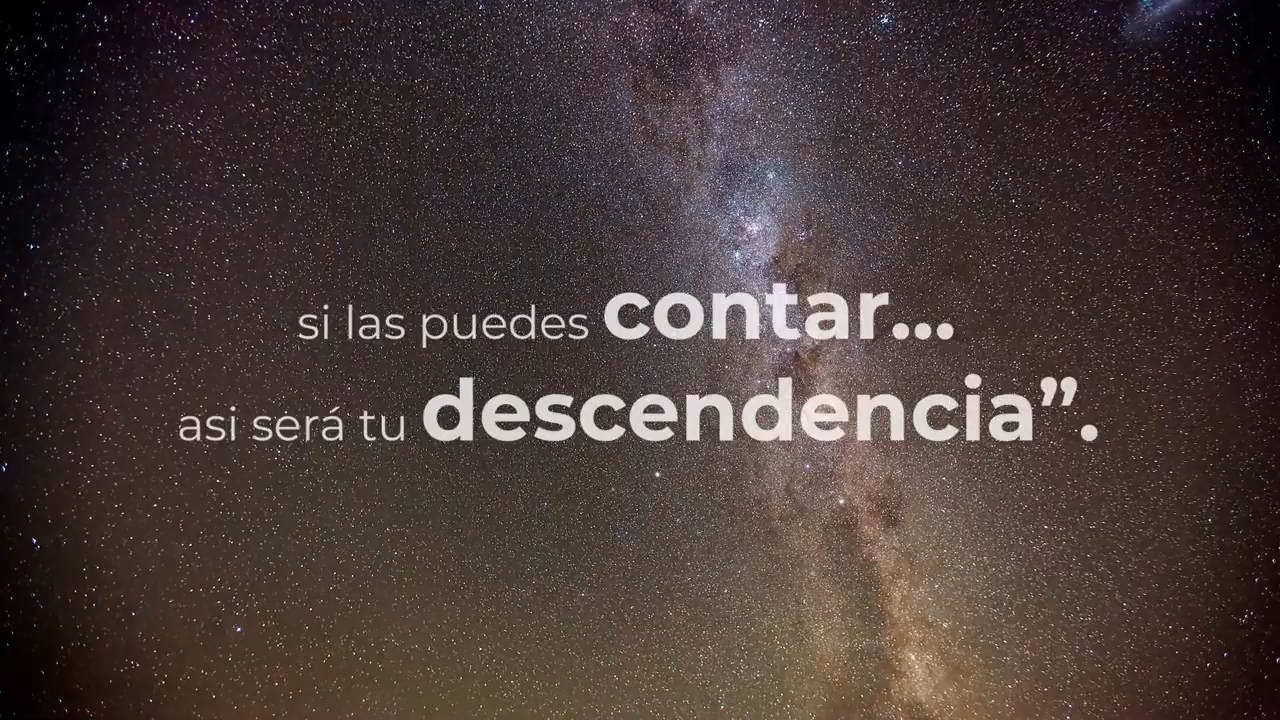 si las puedes contar...
asi será tu descendencia”.